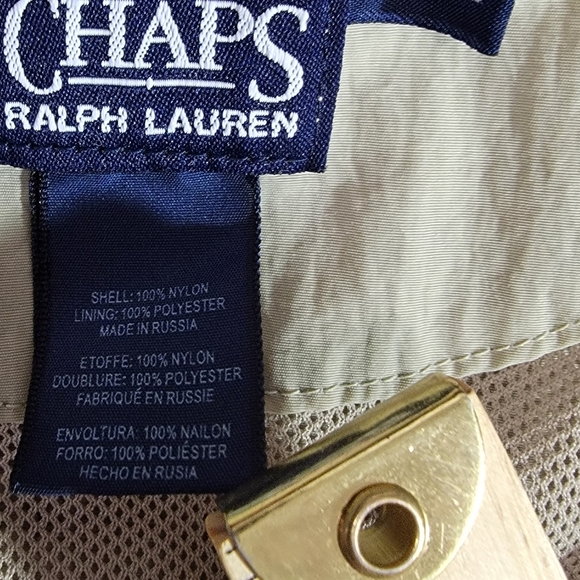 CHAPS
RALPH LAUREN
SHELL: 100% NYLON
LINING: 100% POLYESTER
MADE IN RUSSIA
ETOFFE: 100% NYLON
DOUBLURE: 100% POLYESTER
FABRIQUÉ EN RUSSIE
ENVOLTURA: 100% NAILON
FORRO: 100% POLIÉSTER
HECHO EN RUSIA